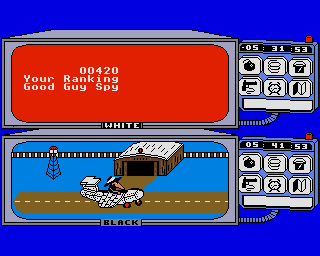 -05 : 31 : 53
00420
Your Ranking
Good Guy Spy
WHITE
05 : 41 : 53
BLACK